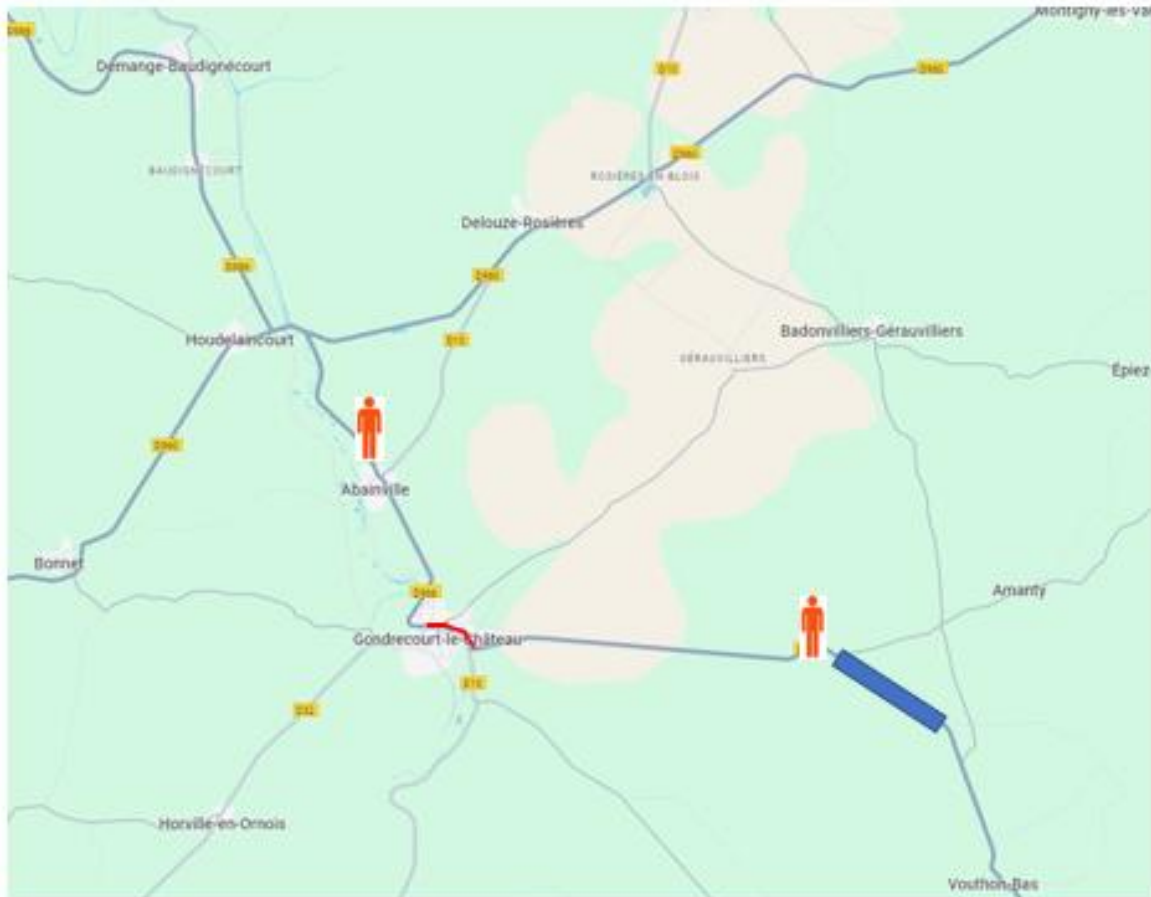 Montigny-lès-Va
Demange-Baudignécourt
D10
D960
BAUDIGNÉCOURT
D960
ROSIÈRES EN BLOIS
Delouze-Rosières
D966
D960
Houdelaincourt
D10
Badonvilliers-Gérauvilliers
GÉRAUVILLIERS
Épiez
D960
Abainville
Bonnet
D966
Amanty
Gondrecourt-le-Château
D10
D32
Horville-en-Ornois
Vouthon-Bas